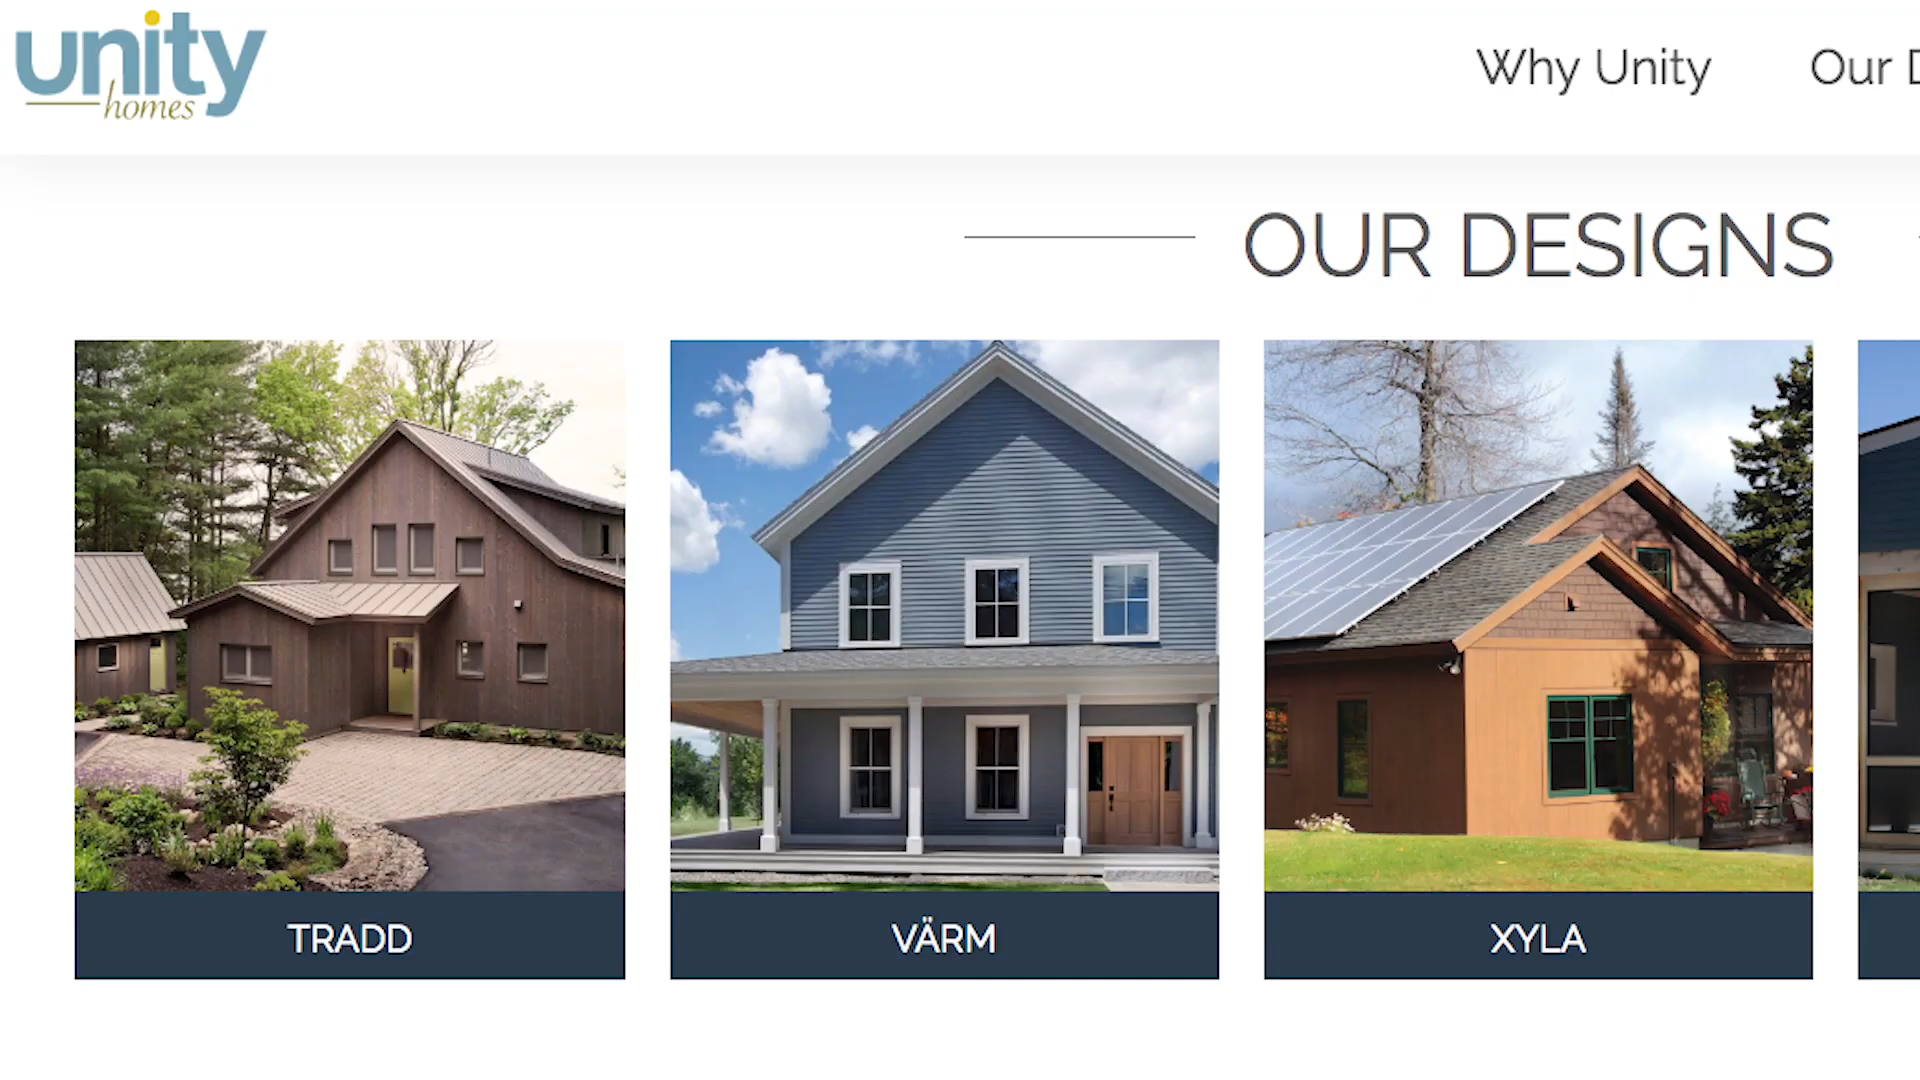 unity
homes
Why Unity
Our D
OUR DESIGNS
TRADD
VÄRM
XYLA